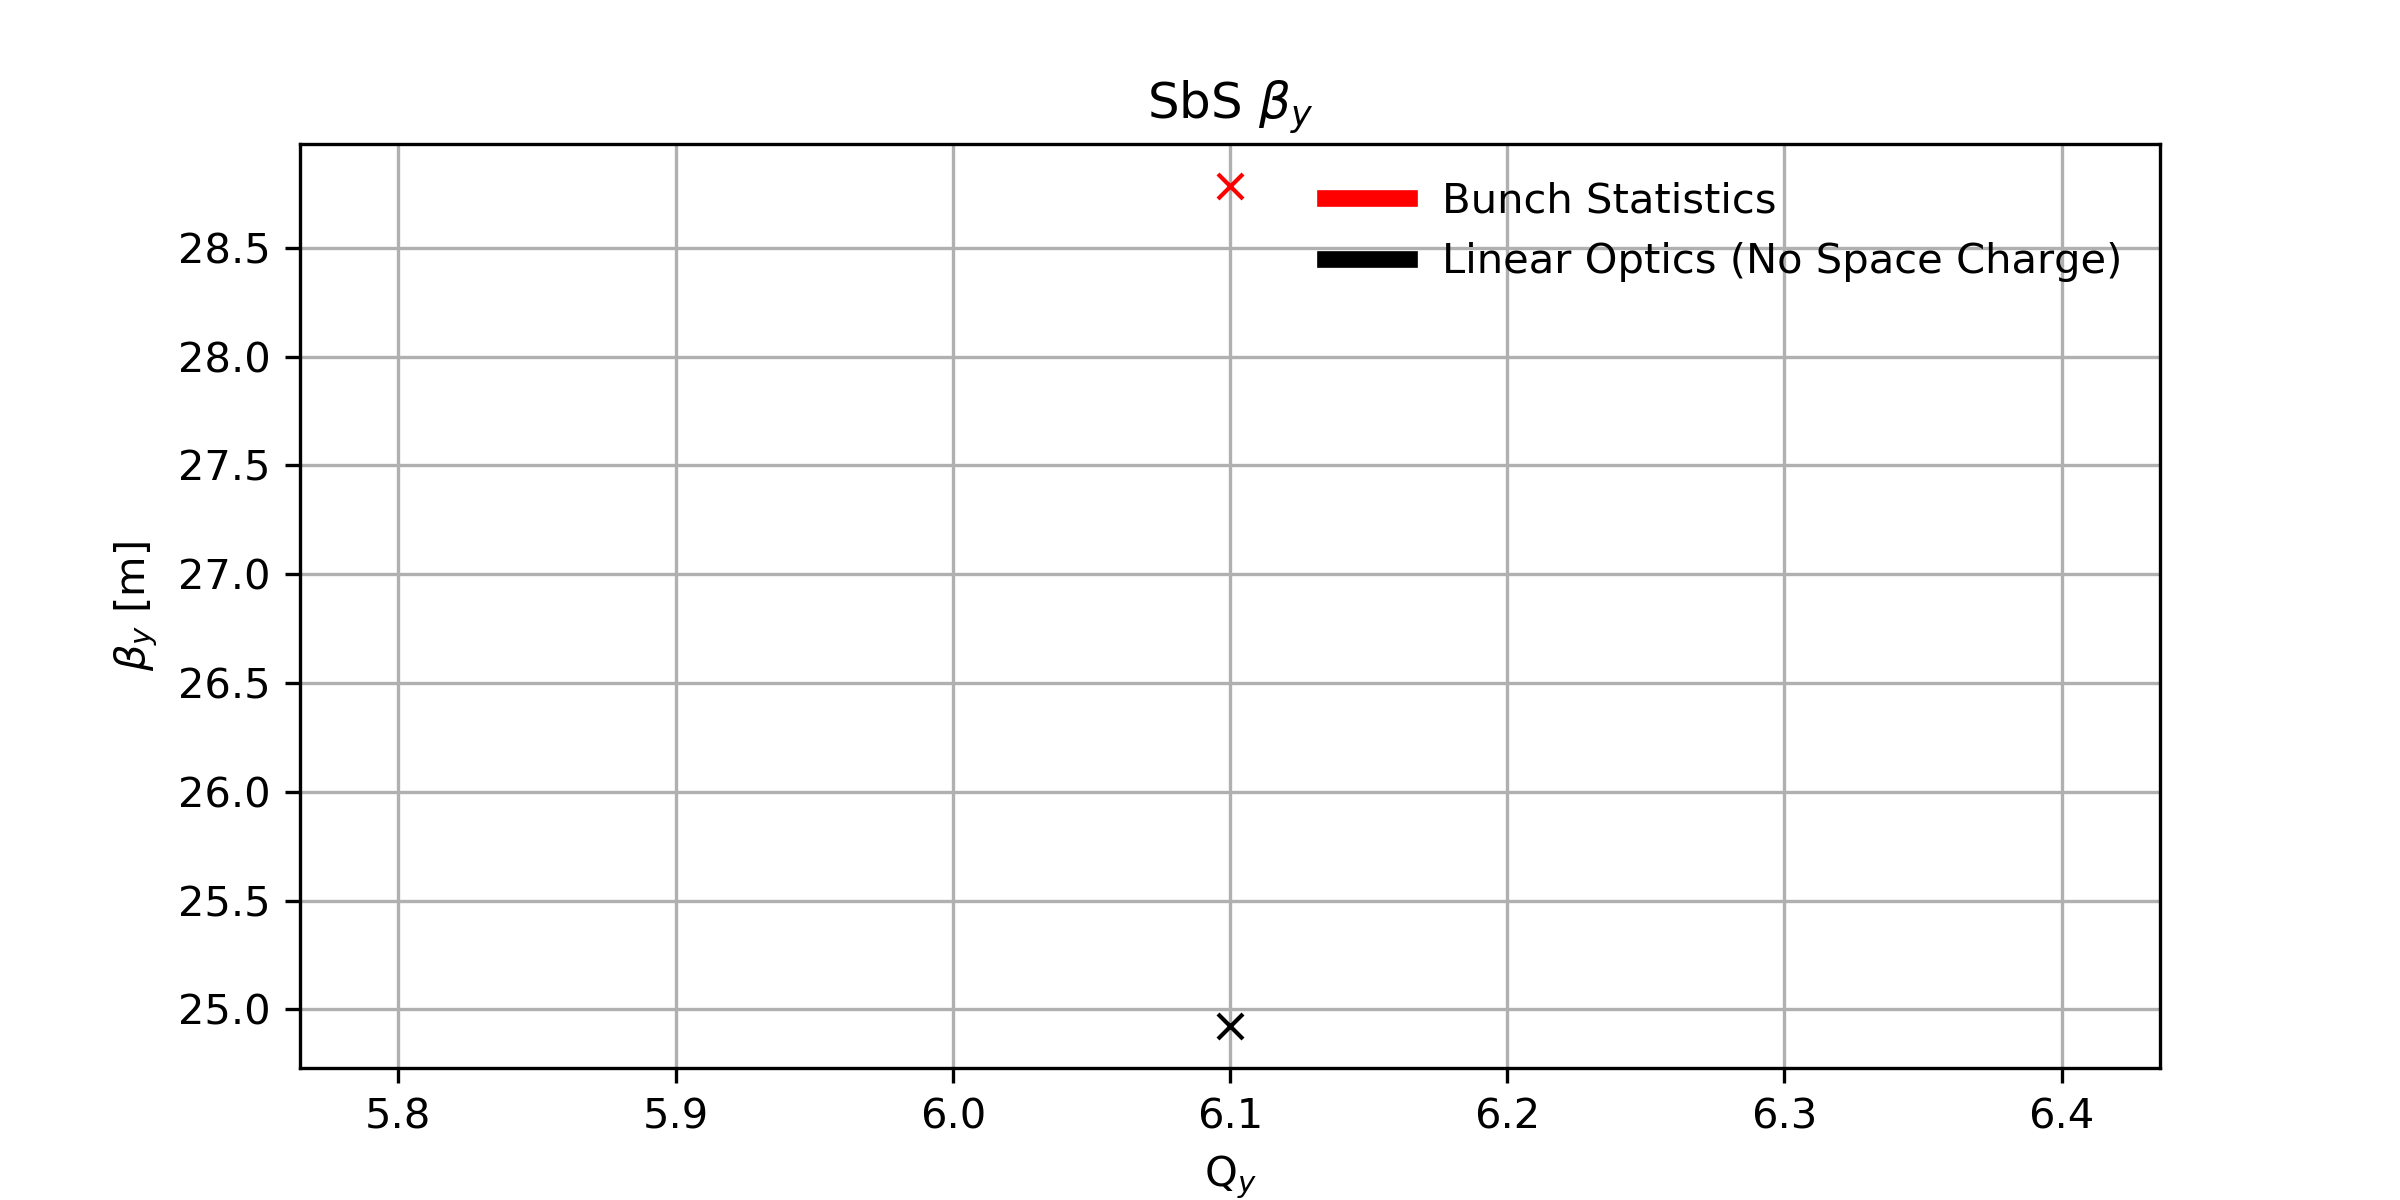 SbS βy
Bunch Statistics
Linear Optics (No Space Charge)
28.5
28.0
27.5
27.0
26.5
26.0
25.5
25.0
βy [m]
5.8 5.9 6.0 6.1 6.2 6.3 6.4
Qy